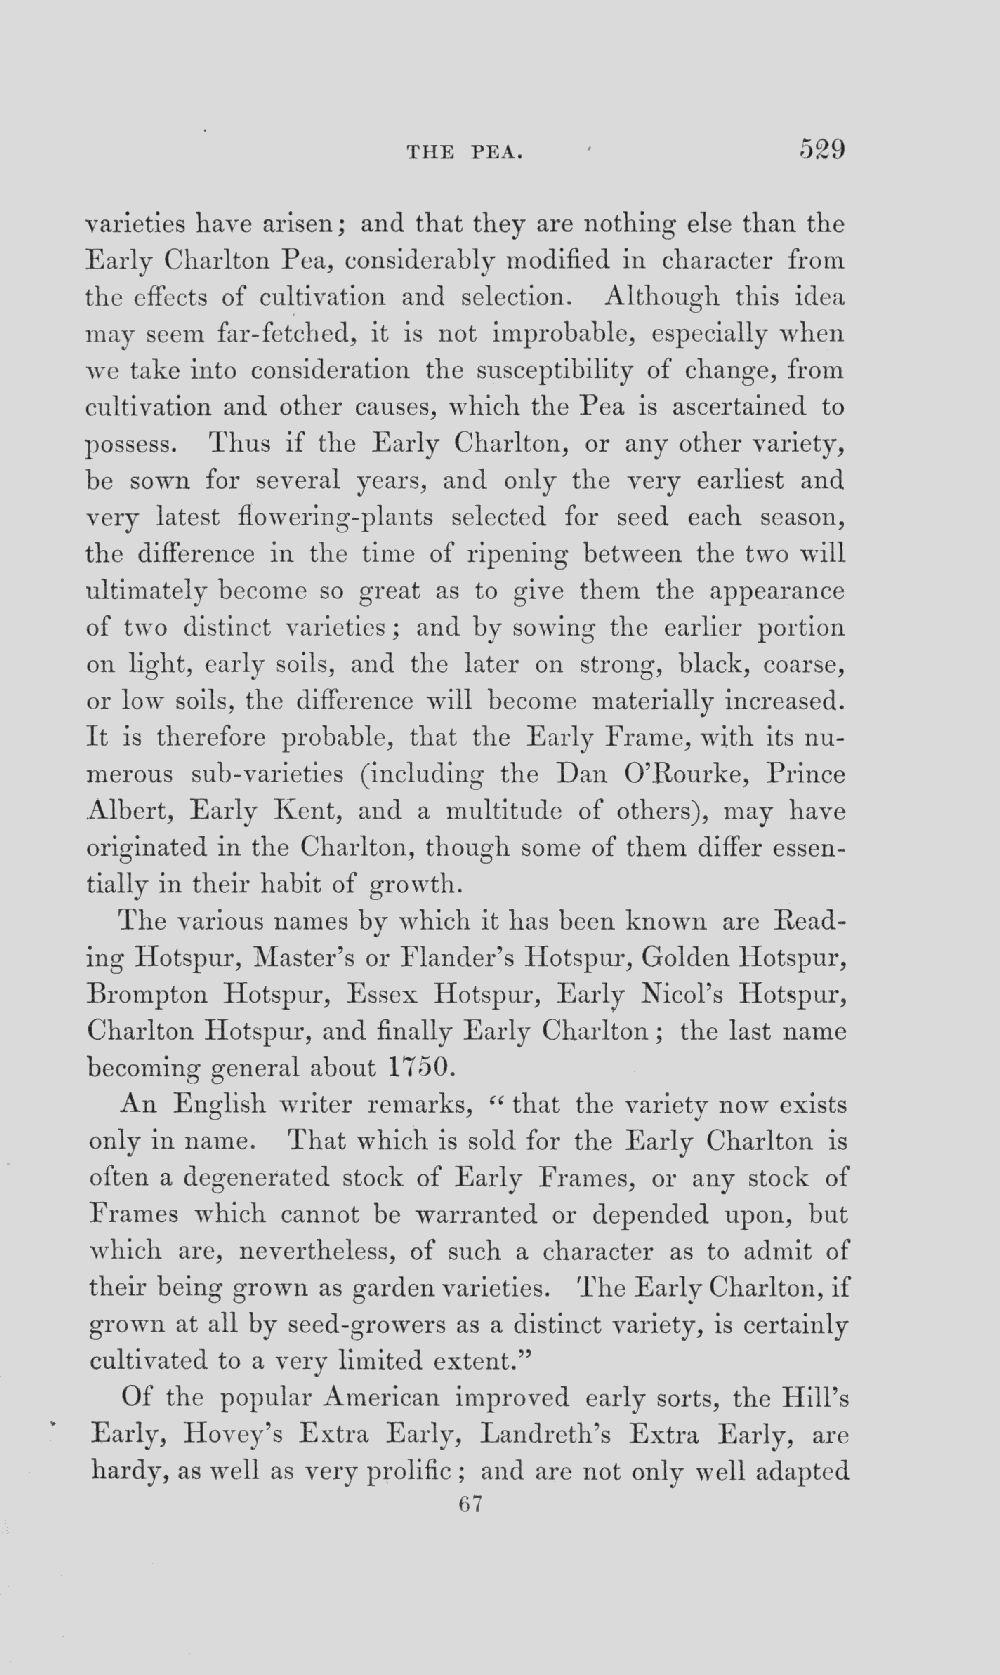 THE PEA. 529
varieties have arisen; and that they are nothing else than the
Early Charlton Pea, considerably modified in character from
the effects of cultivation and selection. Although this idea
may seem far-fetched, it is not improbable, especially when
we take into consideration the susceptibility of change, from
cultivation and other causes, which the Pea is ascertained to
possess. Thus if the Early Charlton, or any other variety,
be sown for several years, and only the very earliest and
very latest flowering-plants selected for seed each season,
the difference in the time of ripening between the two will
ultimately become so great as to give them the appearance
of two distinct varieties; and by sowing the earlier portion
on light, early soils, and the later on strong, black, coarse,
or low soils, the difference will become materially increased.
It is therefore probable, that the Early Frame, with its nu-
merous sub-varieties (including the Dan O'Rourke, Prince
Albert, Early Kent, and a multitude of others), may have
originated in the Charlton, though some of them differ essen-
tially in their habit of growth.
The various names by which it has been known are Read-
ing Hotspur, Master's or Flander's Hotspur, Golden Hotspur,
Brompton Hotspur, Essex Hotspur, Early Nicol's Hotspur,
Charlton Hotspur, and finally Early Charlton; the last name
becoming general about 1750.
An English writer remarks, "that the variety now exists
only in name. That which is sold for the Early Charlton is
often a degenerated stock of Early Frames, or any stock of
Frames which cannot be warranted or depended upon, but
which are, nevertheless, of such a character as to admit of
their being grown as garden varieties. The Early Charlton, if
grown at all by seed-growers as a distinct variety, is certainly
cultivated to a very limited extent."
Of the popular American improved early sorts, the Hill's
Early, Hovey's Extra Early, Landreth's Extra Early, are
hardy, as well as very prolific; and are not only well adapted
67